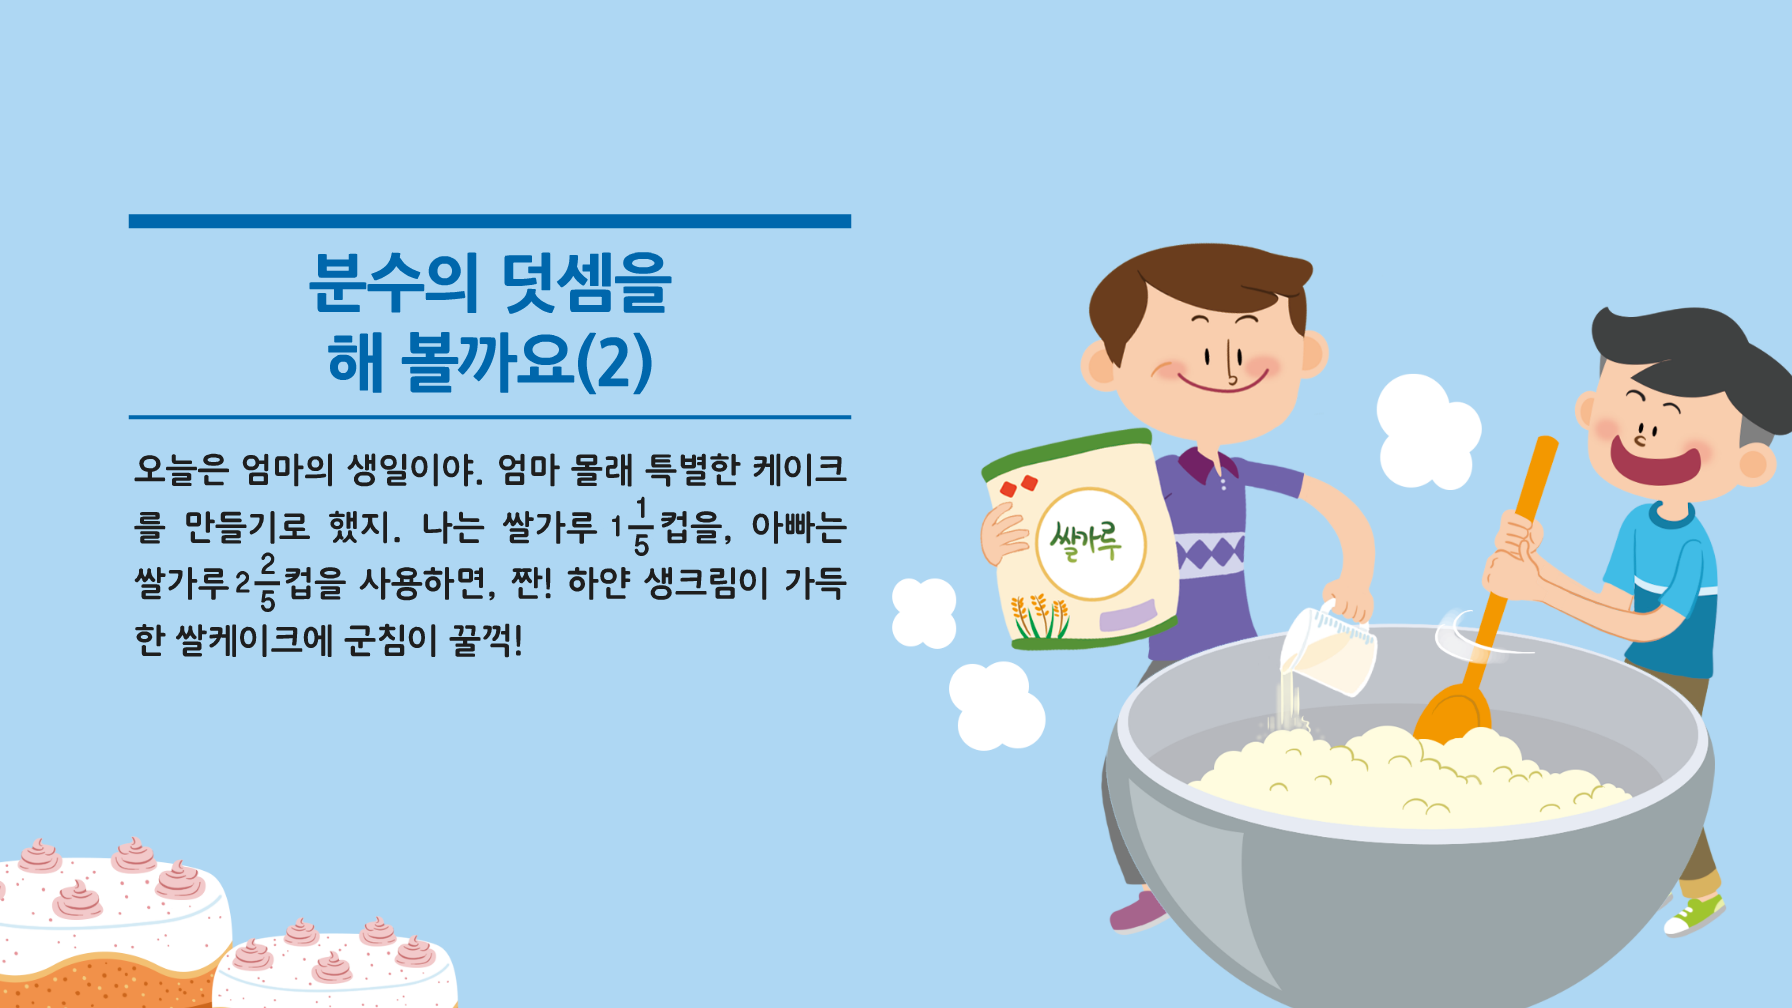 분수의 덧셈을
해 볼까요(2)
오늘은 엄마의 생일이야. 엄마 몰래 특별한 케이크
를 만들기로 했지. 나는 쌀가루 1 1/5 컵을, 아빠는
쌀가루 2 2/5 컵을 사용하면, 짠! 하얀 생크림이 가득
한 쌀케이크에 군침이 꿀꺽!
쌀가루